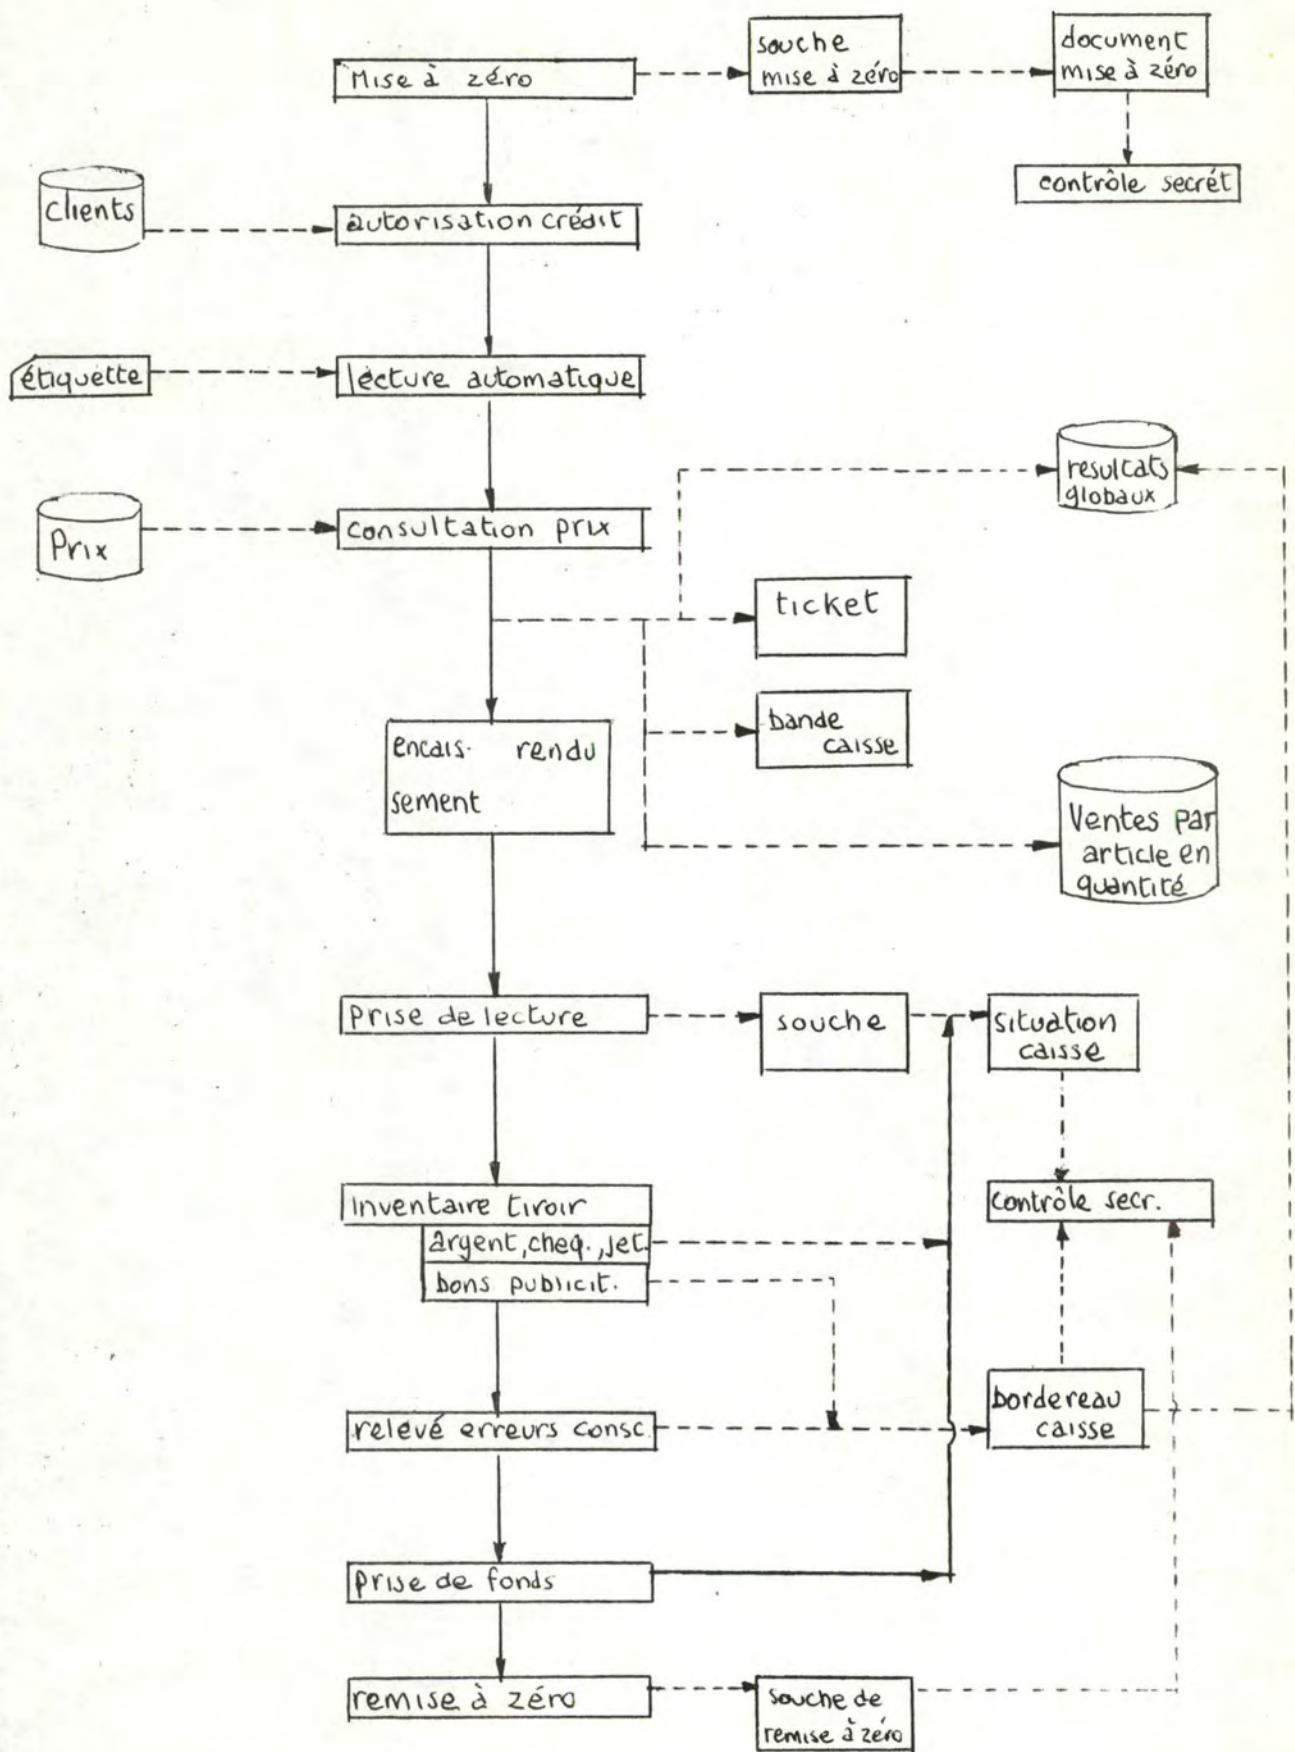 Mise à zéro
souche
mise à zéro
document
mise à zéro
contrôle secrét
Clients
autorisation crédit
étiquette
lecture automatique
resultats
globaux
Prix
consultation prix
ticket
bande
caisse
encais- rendu
sement
Ventes par
article en
quantité
Prise de lecture
souche
situation
caisse
Inventaire tiroir
argent, cheq., jet.
bons publicit.
contrôle secr.
relevé erreurs consc.
bordereau
caisse
prise de fonds
remise à zéro
souche de
remise à zéro